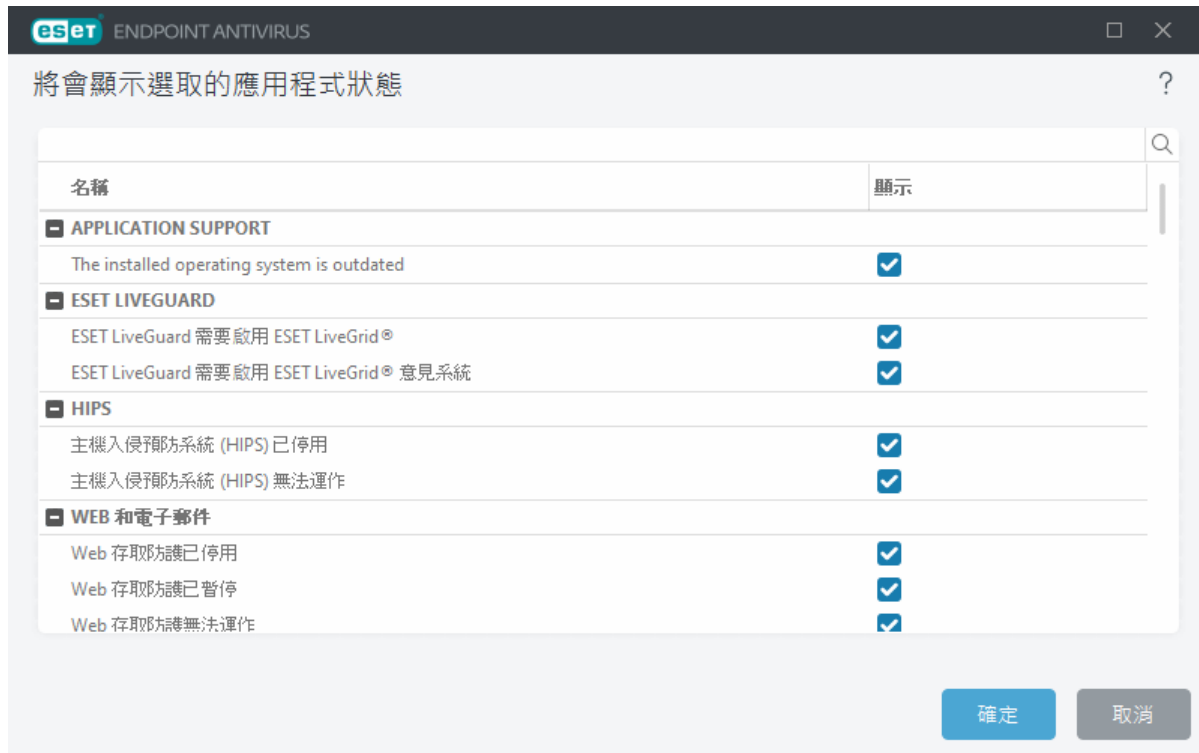 eset ENDPOINT ANTIVIRUS
將會顯示選取的應用程式狀態
?
名稱 顯示
APPLICATION SUPPORT
The installed operating system is outdated
ESET LIVEGUARD
ESET LiveGuard 需要啟用 ESET LiveGrid®
ESET LiveGuard 需要啟用 ESET LiveGrid® 意見系統
HIPS
主機入侵預防系統 (HIPS) 已停用
主機入侵預防系統 (HIPS) 無法運作
WEB 和電子郵件
Web 存取防護已停用
Web 存取防護已暫停
Web 存取防護無法運作
確定 取消